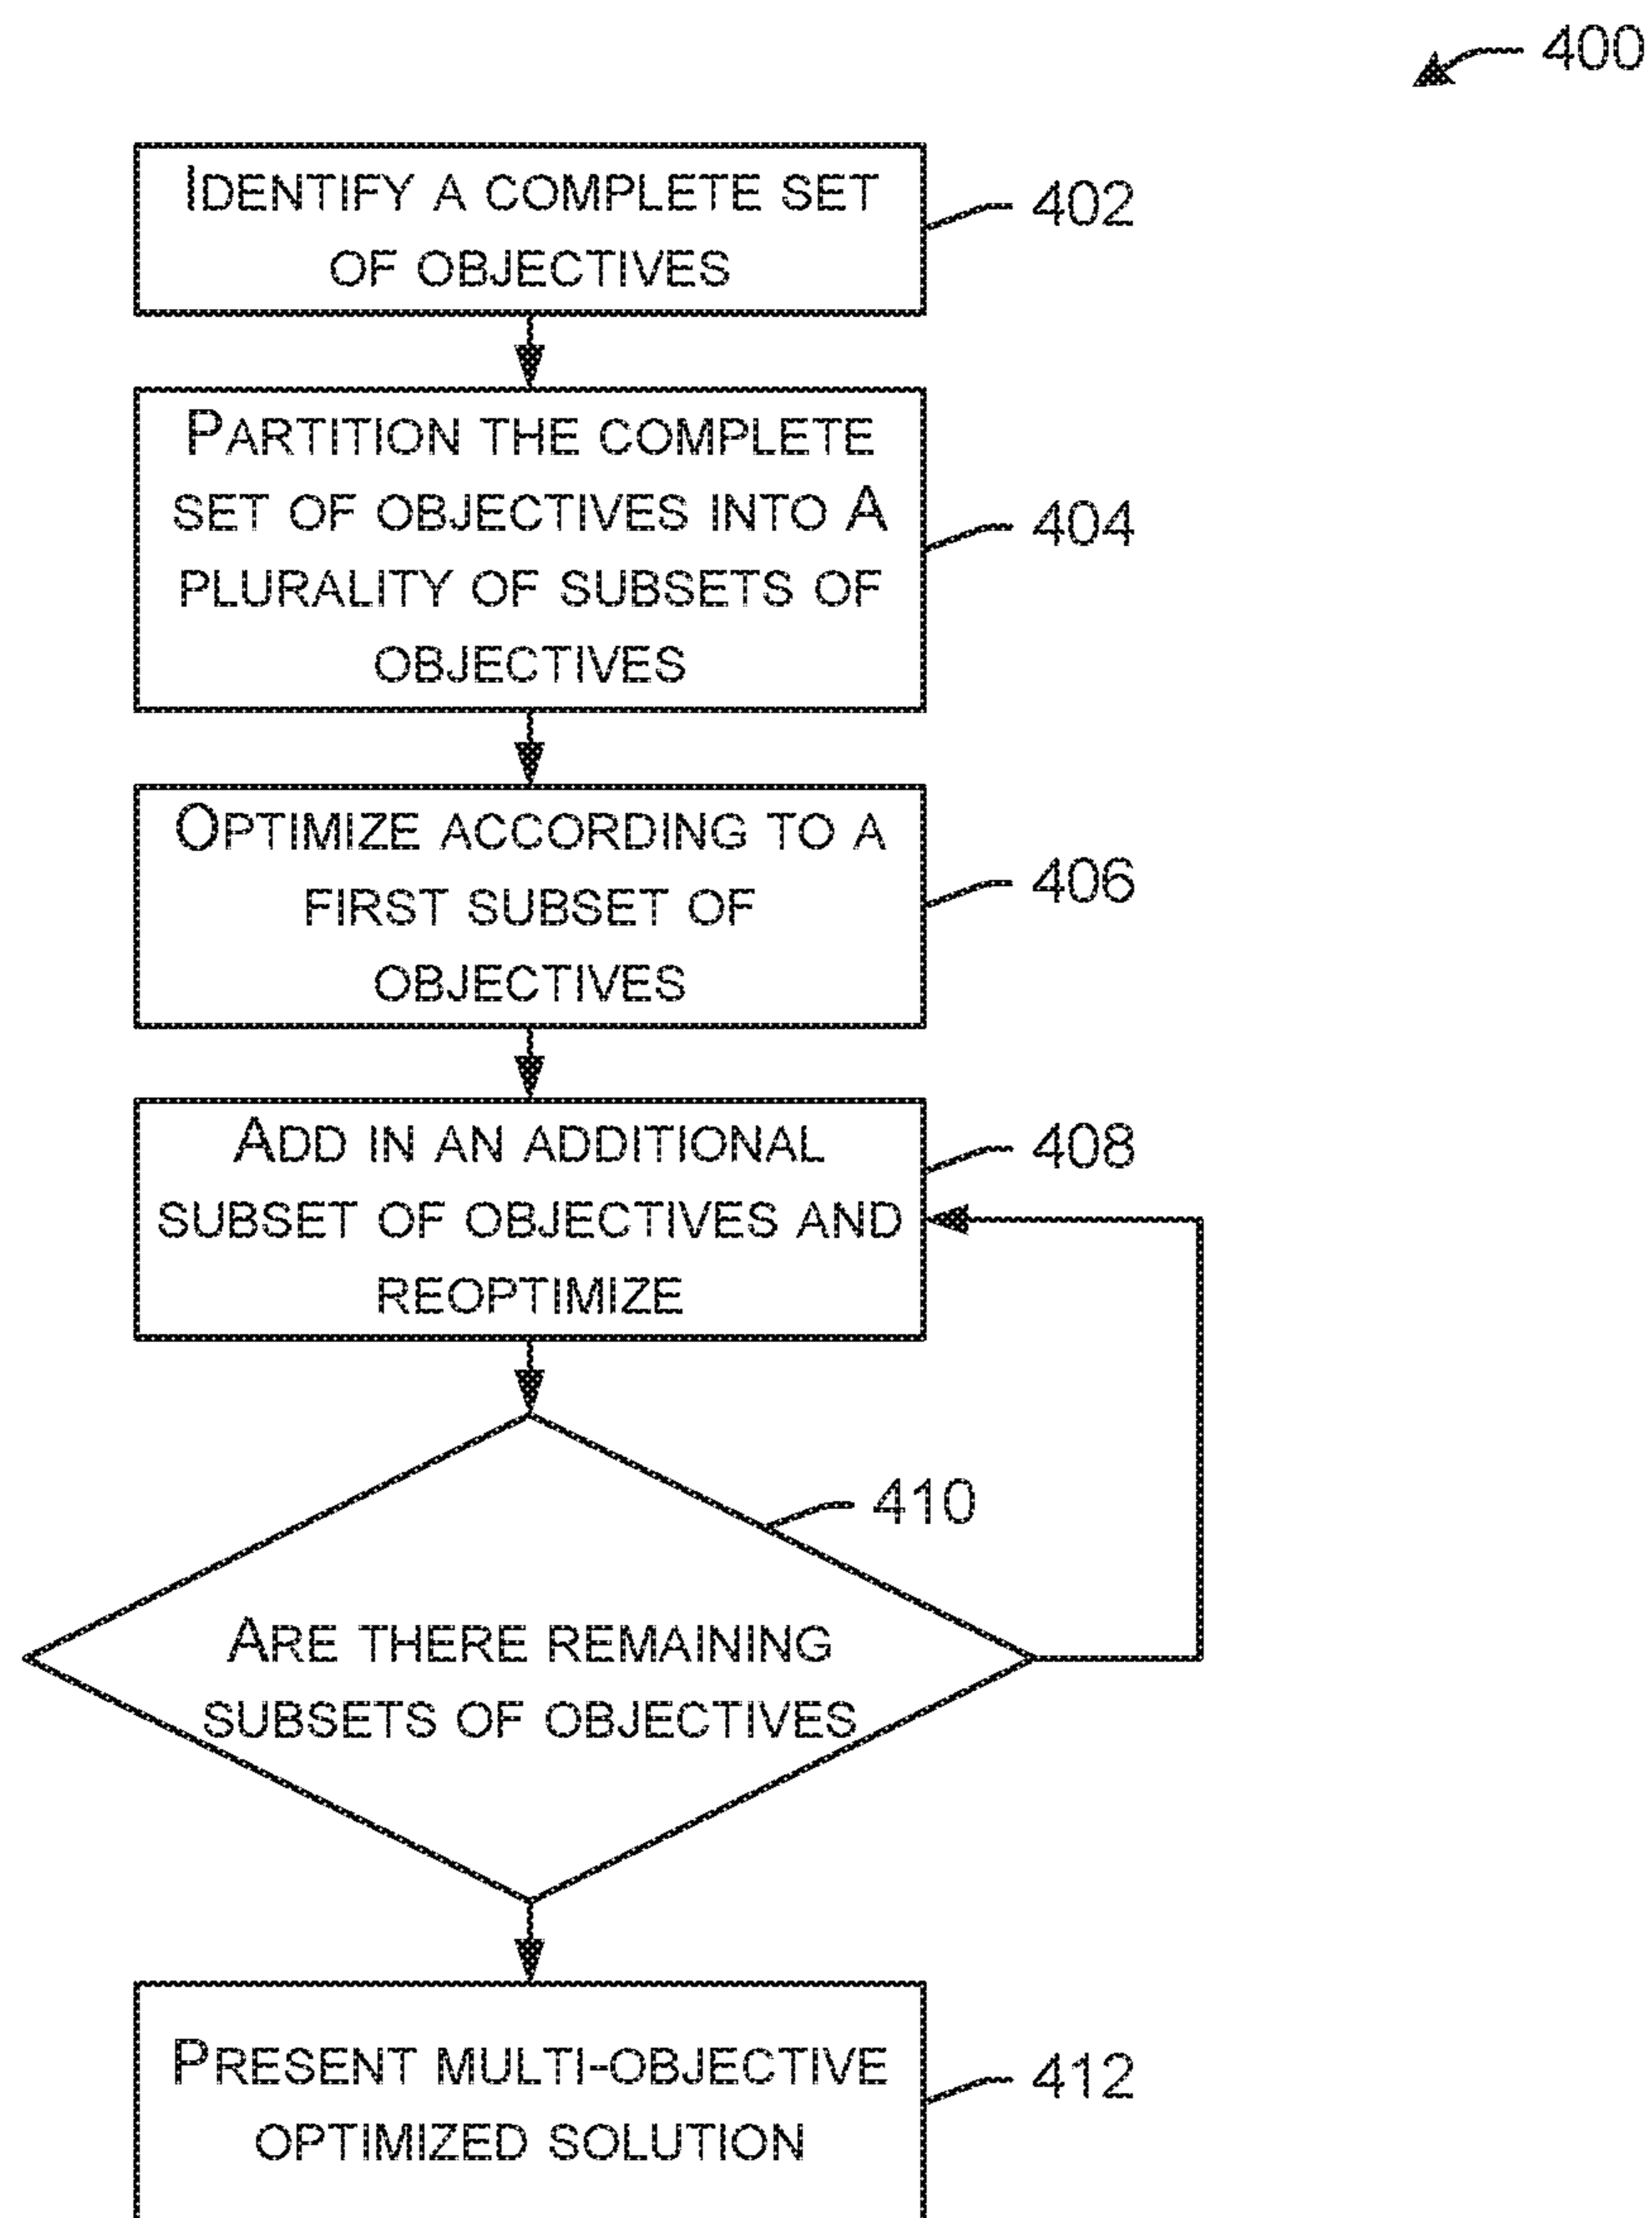 400
IDENTIFY A COMPLETE SET
OF OBJECTIVES
402
PARTITION THE COMPLETE
SET OF OBJECTIVES INTO A
PLURALITY OF SUBSETS OF
OBJECTIVES
404
OPTIMIZE ACCORDING TO A
FIRST SUBSET OF
OBJECTIVES
406
ADD IN AN ADDITIONAL
SUBSET OF OBJECTIVES AND
REOPTIMIZE
408
410
ARE THERE REMAINING
SUBSETS OF OBJECTIVES
PRESENT MULTI-OBJECTIVE
OPTIMIZED SOLUTION
412